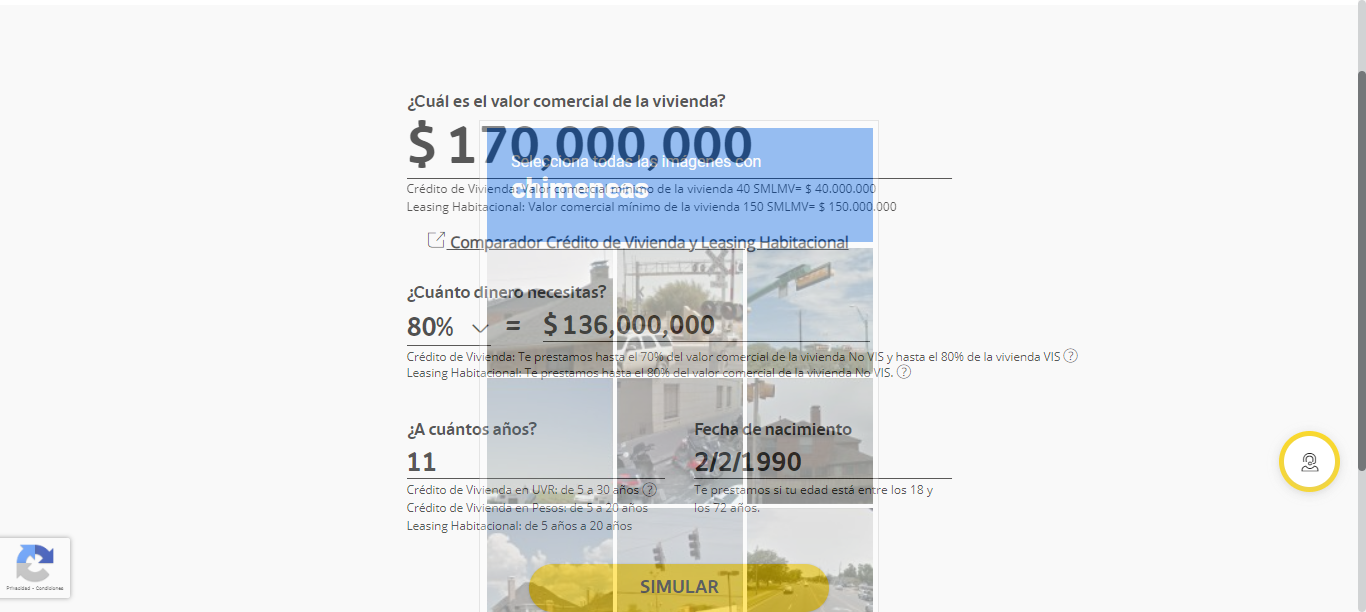 ¿Cuál es el valor comercial de la vivienda?
$ 170,000,000
Selecciona todas las imágenes con
chimeneas
Crédito de Vivienda: Valor comercial mínimo de la vivienda 40 SMLMV= $ 40.000.000
Leasing Habitacional: Valor comercial mínimo de la vivienda 150 SMLMV= $ 150.000.000
Comparador Crédito de Vivienda y Leasing Habitacional
¿Cuánto dinero necesitas?
80% = $ 136,000,000
Crédito de Vivienda: Te prestamos hasta el 70% del valor comercial de la vivienda No VIS y hasta el 80% de la vivienda VIS ?
Leasing Habitacional: Te prestamos hasta el 80% del valor comercial de la vivienda No VIS. ?
¿A cuántos años?
11
Crédito de Vivienda en UVR: de 5 a 30 años ?
Crédito de Vivienda en Pesos: de 5 a 20 años
Leasing Habitacional: de 5 años a 20 años
Fecha de nacimiento
2/2/1990
Te prestamos si tu edad está entre los 18 y
los 72 años.
SIMULAR
Privacidad - Condiciones